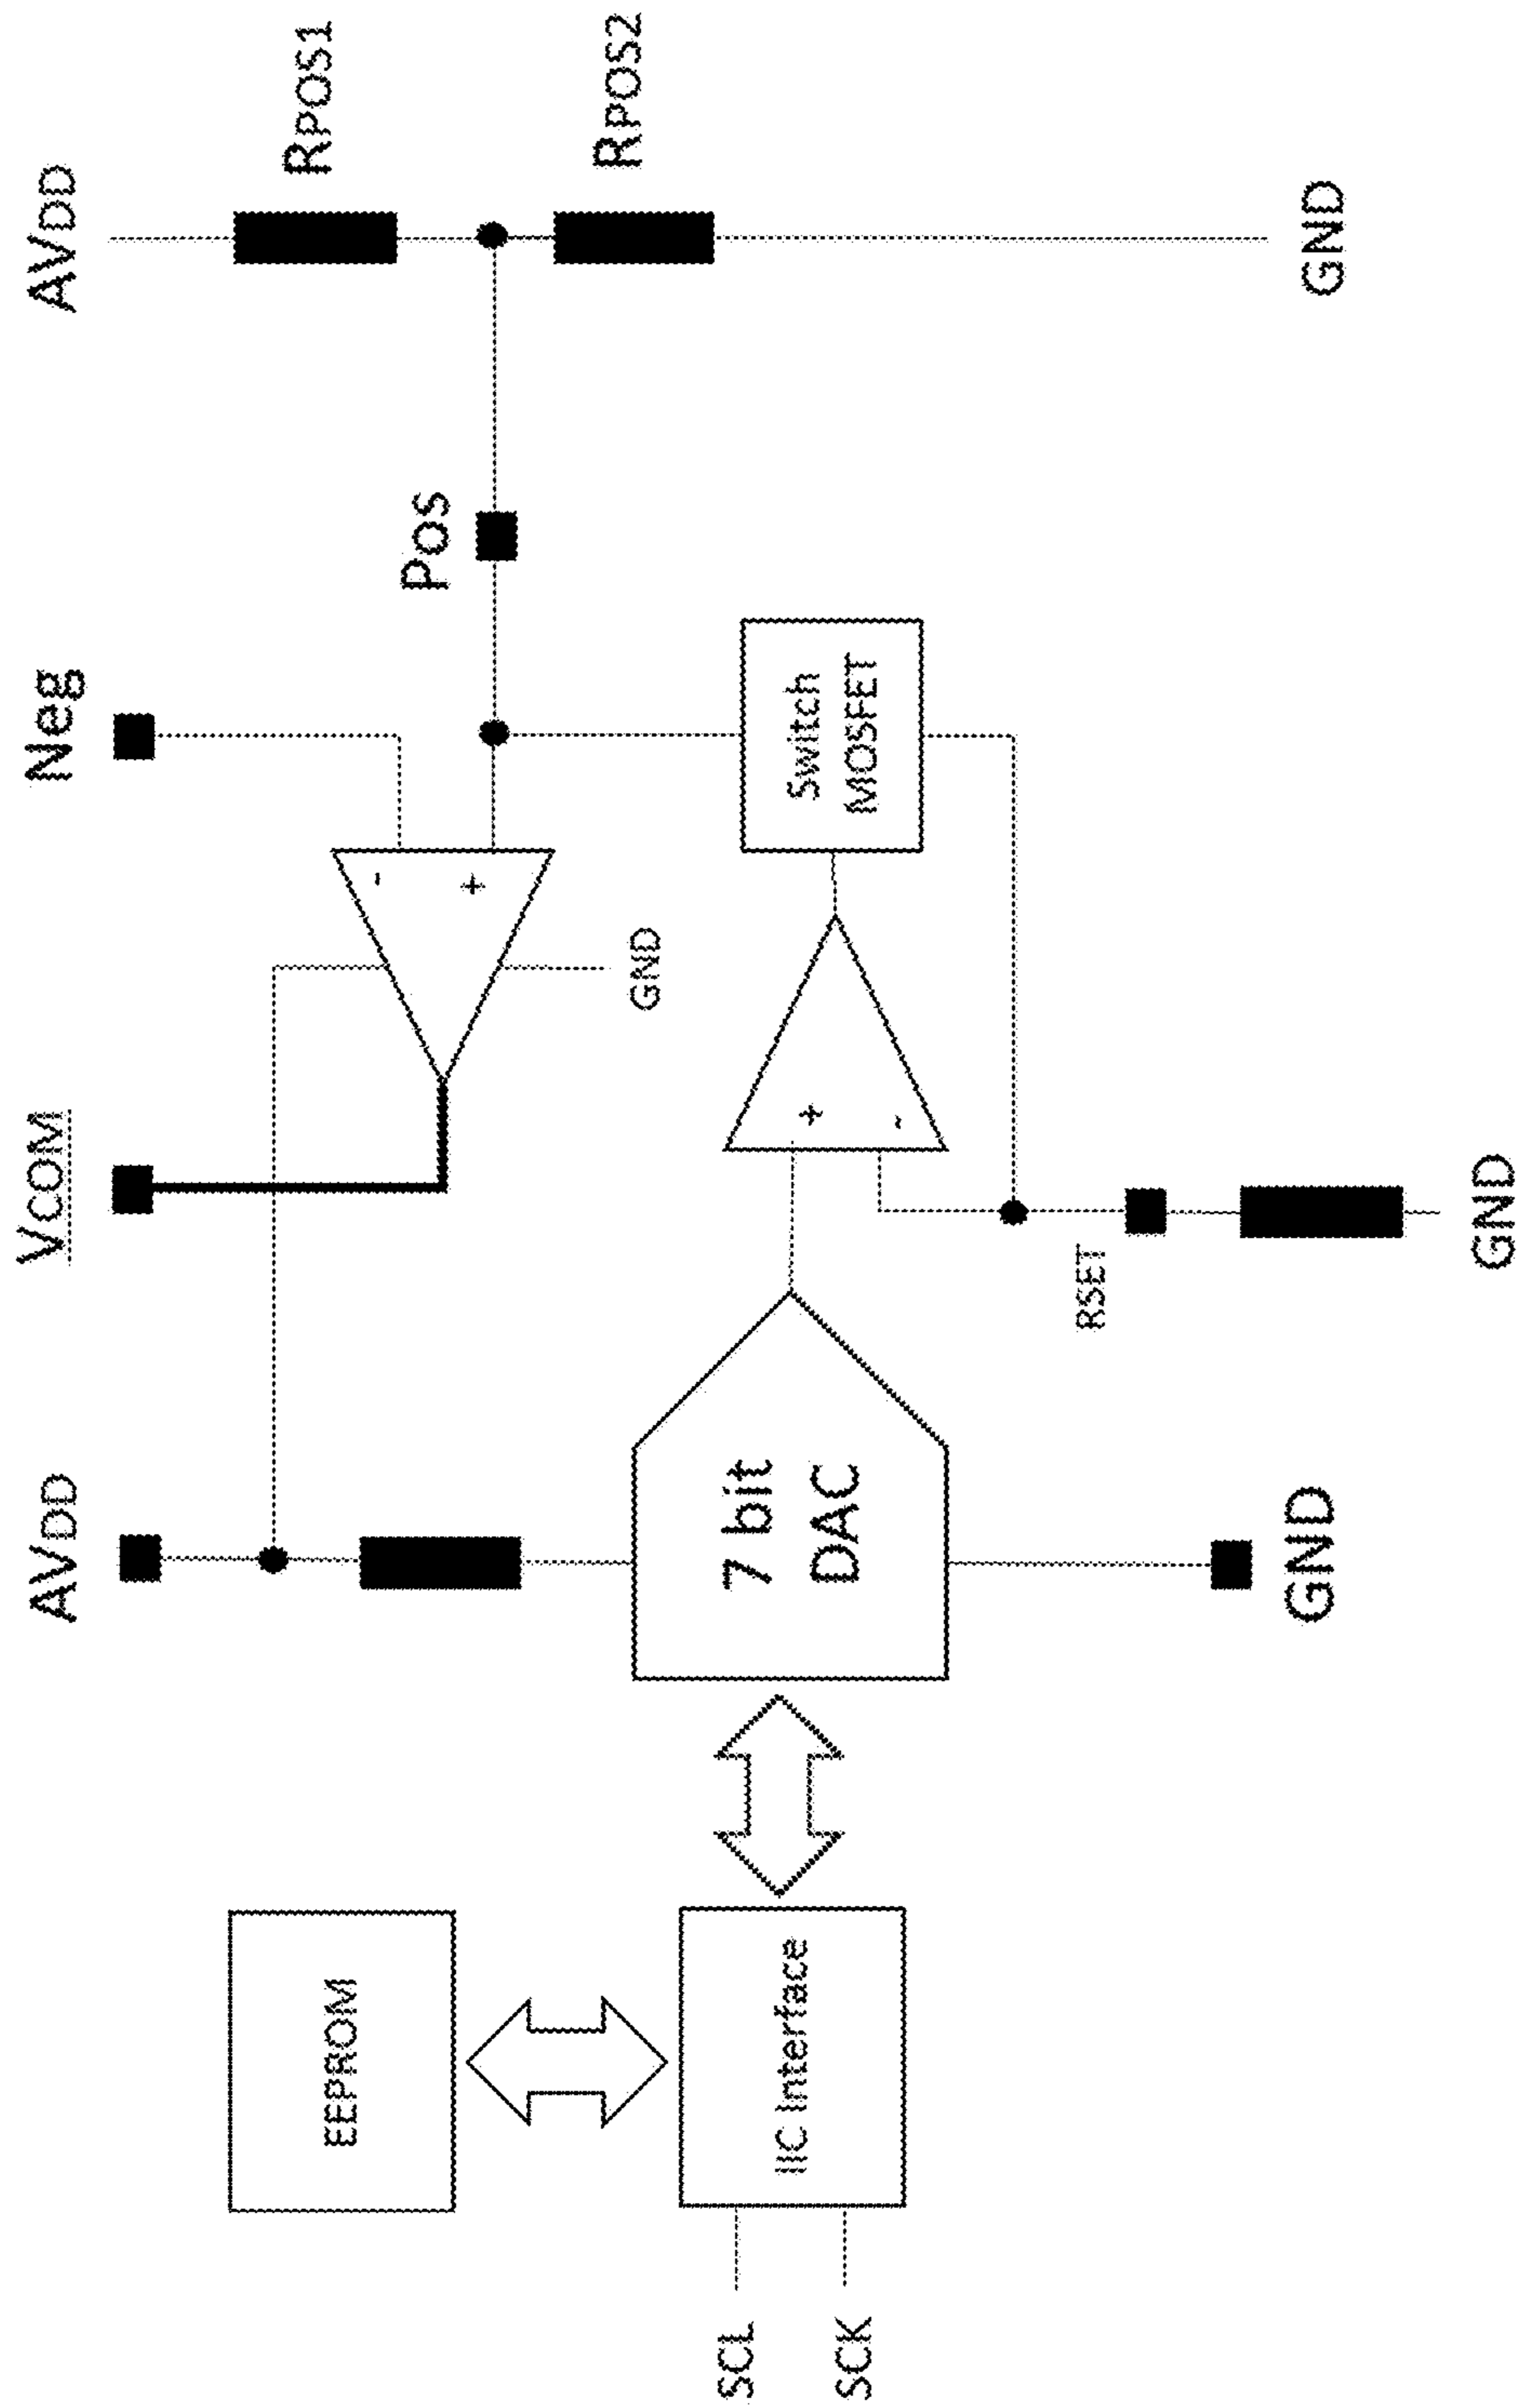 AVDD
VCOM
Neg
AVDD
RPOS1
Pos
RPOS2
EEPROM
-
+
GND
7 bit
DAC
+
-
Switch
MOSFET
IIC Interface
SCL
SCK
RSET
GND
GND
GND